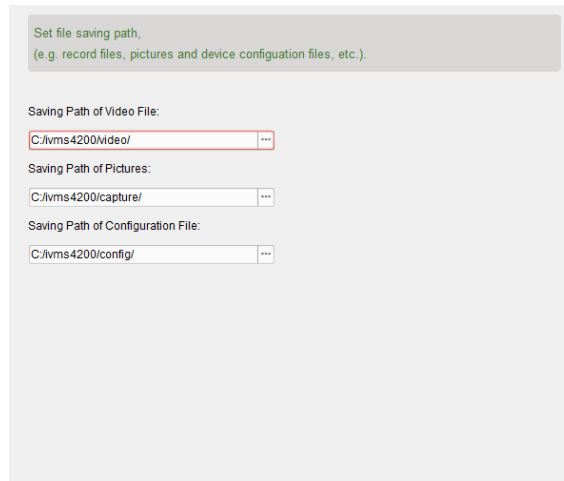 Set file saving path,
(e.g. record files, pictures and device configuation files, etc.).
Saving Path of Video File:
C:/ivms4200/video/
Saving Path of Pictures:
C:/ivms4200/capture/
Saving Path of Configuration File:
C:/ivms4200/config/